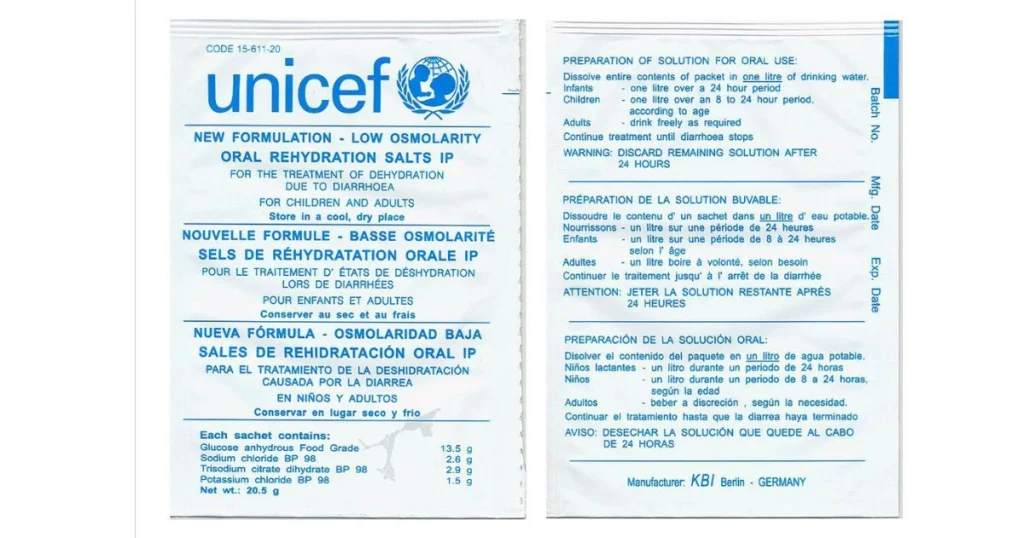 CODE 15-611-20
unicef
NEW FORMULATION - LOW OSMOLARITY
ORAL REHYDRATION SALTS IP
FOR THE TREATMENT OF DEHYDRATION
DUE TO DIARRHOEA
FOR CHILDREN AND ADULTS
Store in a cool, dry place
NOUVELLE FORMULE - BASSE OSMOLARITÉ
SELS DE RÉHYDRATATION ORALE IP
POUR LE TRAITEMENT D' ÉTATS DE DÉSHYDRATION
LORS DE DIARRHÉES
POUR ENFANTS ET ADULTES
Conserver au sec et au frais
NUEVA FÓRMULA - OSMOLARIDAD BAJA
SALES DE REHIDRATACIÓN ORAL IP
PARA EL TRATAMIENTO DE LA DESHIDRATACIÓN
CAUSADA POR LA DIARREA
EN NIÑOS Y ADULTOS
Conservar en lugar seco y frio
Each sachet contains:
Glucose anhydrous Food Grade 13.5 g
Sodium chloride BP 98 2.6 g
Trisodium citrate dihydrate BP 98 2.9 g
Potassium chloride BP 98 1.5 g
Net wt.: 20.5 g
PREPARATION OF SOLUTION FOR ORAL USE:
Dissolve entire contents of packet in one litre of drinking water.
Infants - one litre over a 24 hour period
Children - one litre over an 8 to 24 hour period,
according to age
Adults - drink freely as required
Continue treatment until diarrhoea stops
WARNING: DISCARD REMAINING SOLUTION AFTER
24 HOURS
PRÉPARATION DE LA SOLUTION BUVABLE:
Dissoudre le contenu d' un sachet dans un litre d' eau potable.
Nourrissons - un litre sur une période de 24 heures
Enfants - un litre sur une période de 8 à 24 heures
selon l' âge
Adultes - un litre boire à volonté, selon besoin
Continuer le traitement jusqu' à l' arrêt de la diarrhée
ATTENTION: JETER LA SOLUTION RESTANTE APRÉS
24 HEURES
PREPARACIÓN DE LA SOLUCIÓN ORAL:
Disolver el contenido del paquete en un litro de agua potable.
Niños lactantes - un litro durante un periodo de 24 horas
Niños - un litro durante un periodo de 8 a 24 horas,
según la edad
Adultos - beber a discreción , según la necesidad.
Continuar el tratamiento hasta que la diarrea haya terminado
AVISO: DESECHAR LA SOLUCIÓN QUE QUEDE AL CABO
DE 24 HORAS
Manufacturer: KBI Berlin - GERMANY
Batch No.
Mfg. Date
Exp. Date